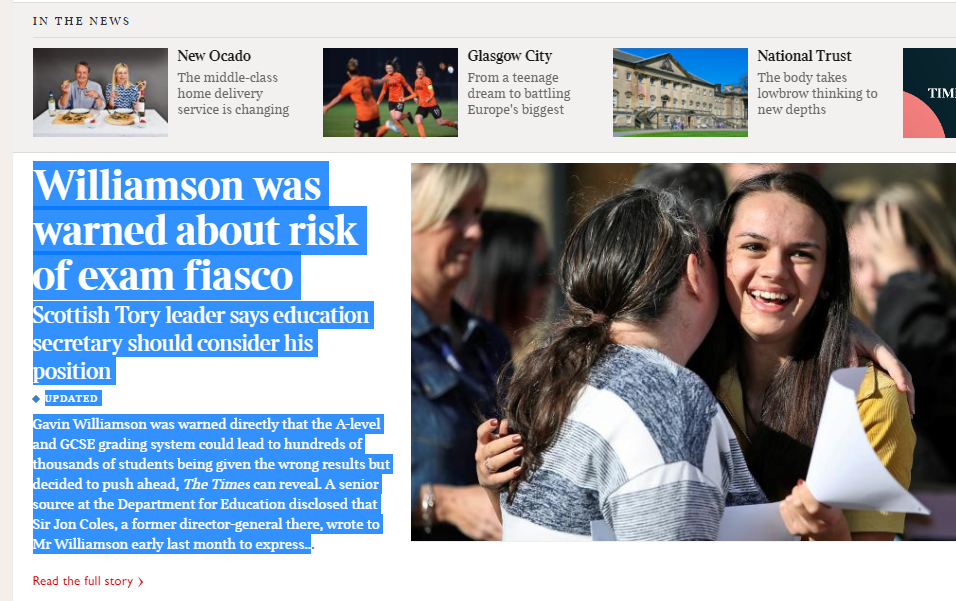 IN THE NEWS
New Ocado
The middle-class
home delivery
service is changing
Glasgow City
From a teenage
dream to battling
Europe's biggest
National Trust
The body takes
lowbrow thinking to
new depths
Williamson was
warned about risk
of exam fiasco
Scottish Tory leader says education
secretary should consider his
position
UPDATED
Gavin Williamson was warned directly that the A-level
and GCSE grading system could lead to hundreds of
thousands of students being given the wrong results but
decided to push ahead, The Times can reveal. A senior
source at the Department for Education disclosed that
Sir Jon Coles, a former director-general there, wrote to
Mr Williamson early last month to express...
Read the full story ›